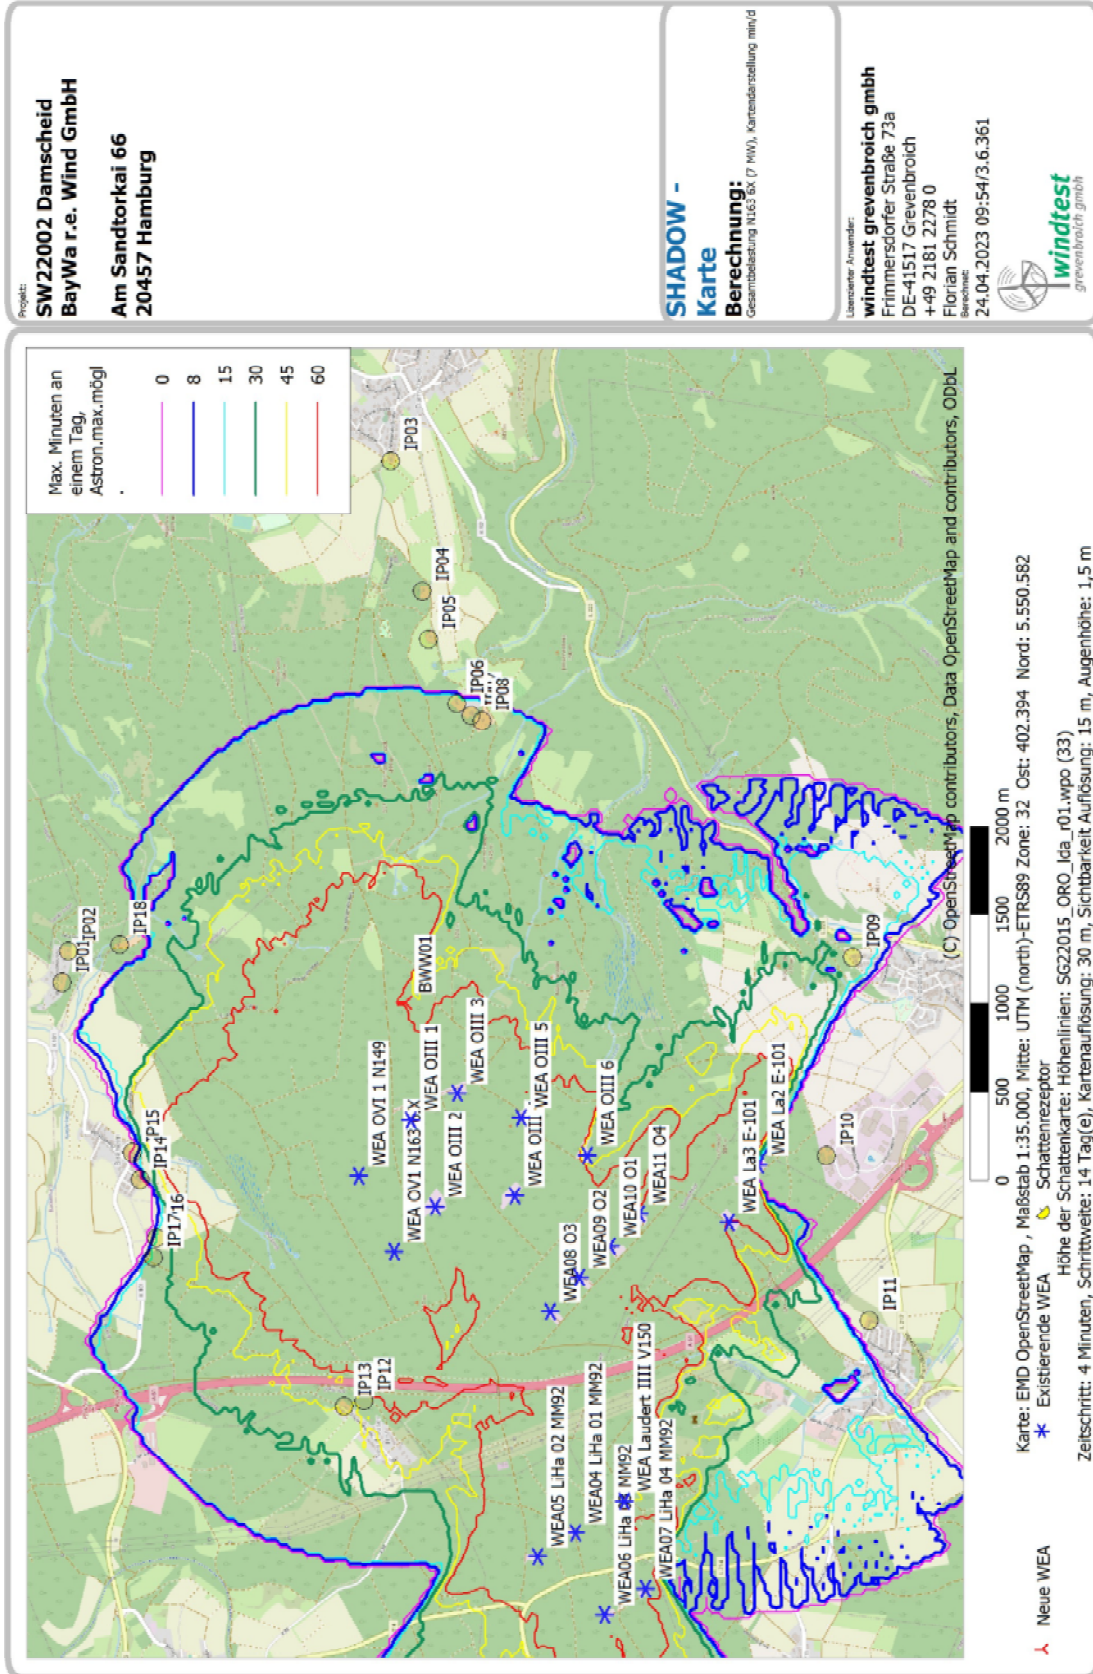 Projekt:
SW22002 Damscheid
BayWa r.e. Wind GmbH
Am Sandtorkai 66
20457 Hamburg
SHADOW -
Karte
Berechnung:
Gesamtbelastung N163 6X (7 MW), Kartendarstellung min/d
Lizenzierter Anwender:
windtest grevenbroich gmbh
Frimmersdorfer Straße 73a
DE-41517 Grevenbroich
+49 2181 2278 0
Florian Schmidt
Berechnet:
24.04.2023 09:54/3.6.361
windtest
grevenbroich gmbh
Max. Minuten an
einem Tag,
Astron.max.mögl
.
0
8
15
30
45
60
IP01
IP02
IP18
IP03
IP04
IP05
IP06
IP08
IP15
IP14
IP17
16
IP13
IP12
BWW01
WEA OVI 1 N149
WEA OIII 1
WEA OV1 N163 6.X
WEA OIII 3
WEA OIII 2
WEA OIII 5
WEA OIII
WEA OIII 6
WEA11 O4
WEA10 O1
WEA09 O2
WEA08 O3
WEA La2 E-101
WEA La3 E-101
IP09
IP10
IP11
WEA05 LiHa 02 MM92
WEA04 LiHa 01 MM92
WEA06 LiHa MM92
WEA Laudert IIII V150
WEA07 LiHa 04 MM92
(C) OpenStreetMap contributors, Data OpenStreetMap and contributors, ODbL
0 500 1000 1500 2000 m
Karte: EMD OpenStreetMap , Maßstab 1:35.000, Mitte: UTM (north)-ETRS89 Zone: 32 Ost: 402.394 Nord: 5.550.582
Neue WEA Existierende WEA Schattenrezeptor
Höhe der Schattenkarte: Höhenlinien: SG22015_ORO_lda_r01.wpo (33)
Zeitschritt: 4 Minuten, Schrittweite: 14 Tag(e), Kartenauflösung: 30 m, Sichtbarkeit Auflösung: 15 m, Augenhöhe: 1,5 m